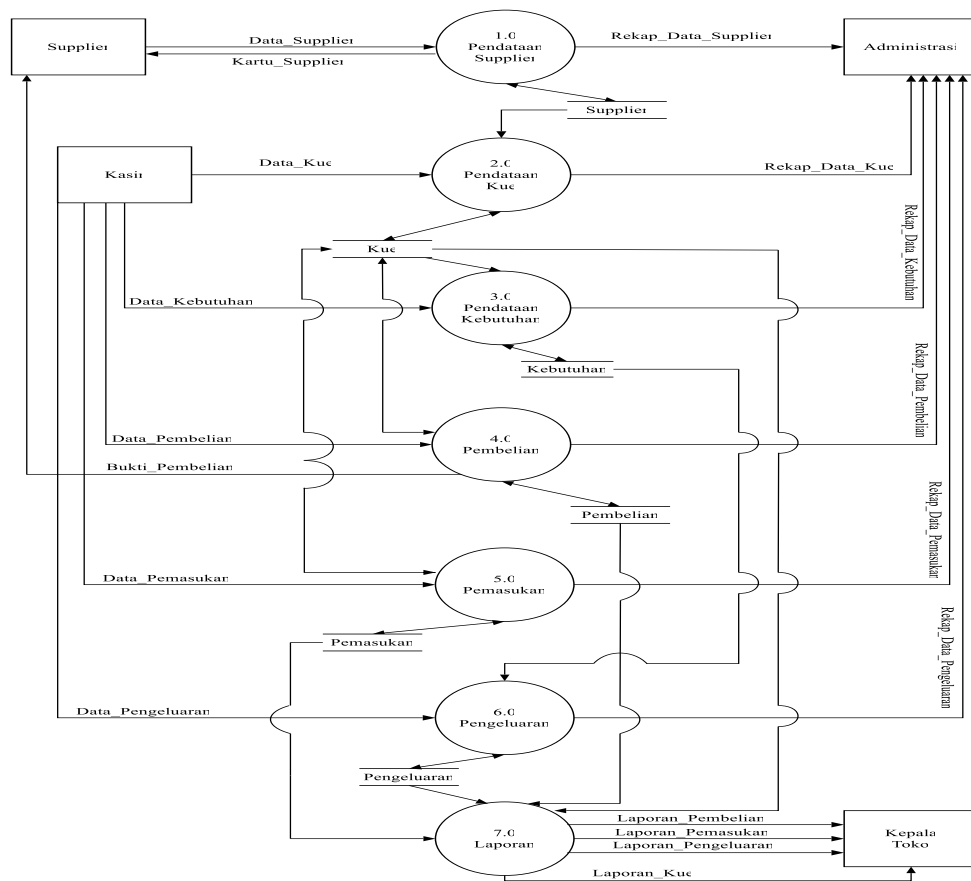 Supplier
Data_Supplier
Kartu_Supplier
1.0
Pendataan
Supplier
Rekap_Data_Supplier
Administrasi
Supplier
Kasir
Data_Kue
2.0
Pendataan
Kue
Rekap_Data_Kue
Kue
Rekap_Data_Kebutuhan
Data_Kebutuhan
3.0
Pendataan
Kebutuhan
Kebutuhan
Rekap_Data_Pembelian
Data_Pembelian
4.0
Pembelian
Bukti_Pembelian
Pembelian
Rekap_Data_Pemasukan
Data_Pemasukan
5.0
Pemasukan
Pemasukan
Rekap_Data_Pengeluaran
Data_Pengeluaran
6.0
Pengeluaran
Pengeluaran
7.0
Laporan
Laporan_Pembelian
Laporan_Pemasukan
Laporan_Pengeluaran
Laporan_Kue
Kepala
Toko